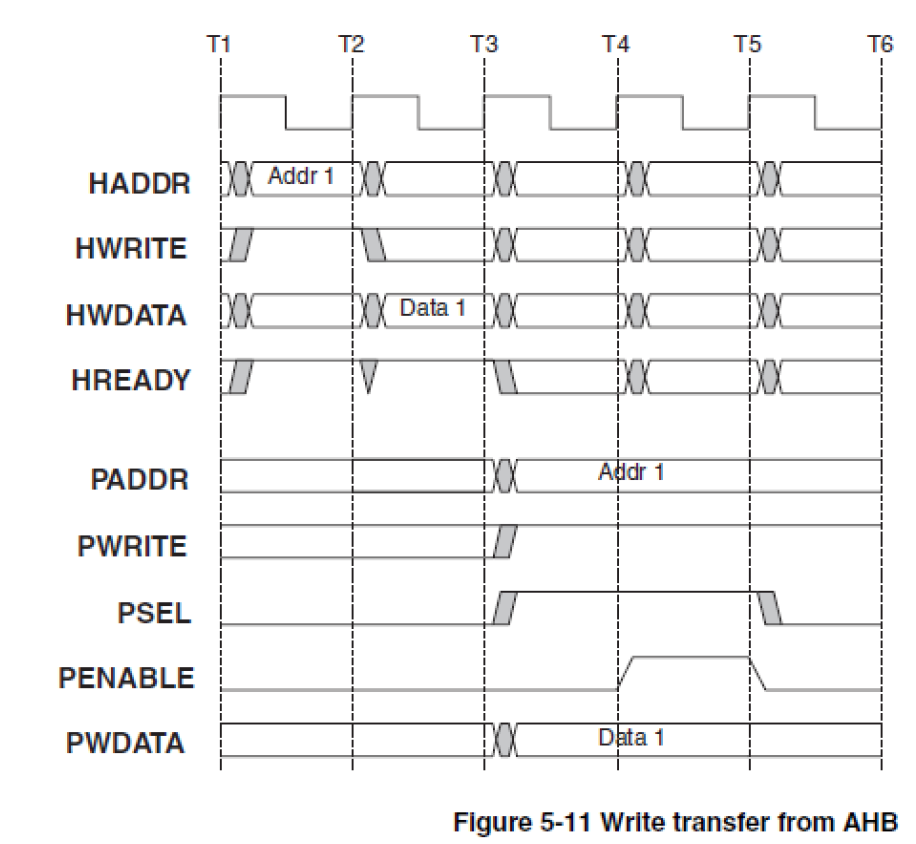 T1 T2 T3 T4 T5 T6
HADDR Addr 1
HWRITE
HWDATA Data 1
HREADY
PADDR Addr 1
PWRITE
PSEL
PENABLE
PWDATA Data 1
Figure 5-11 Write transfer from AHB